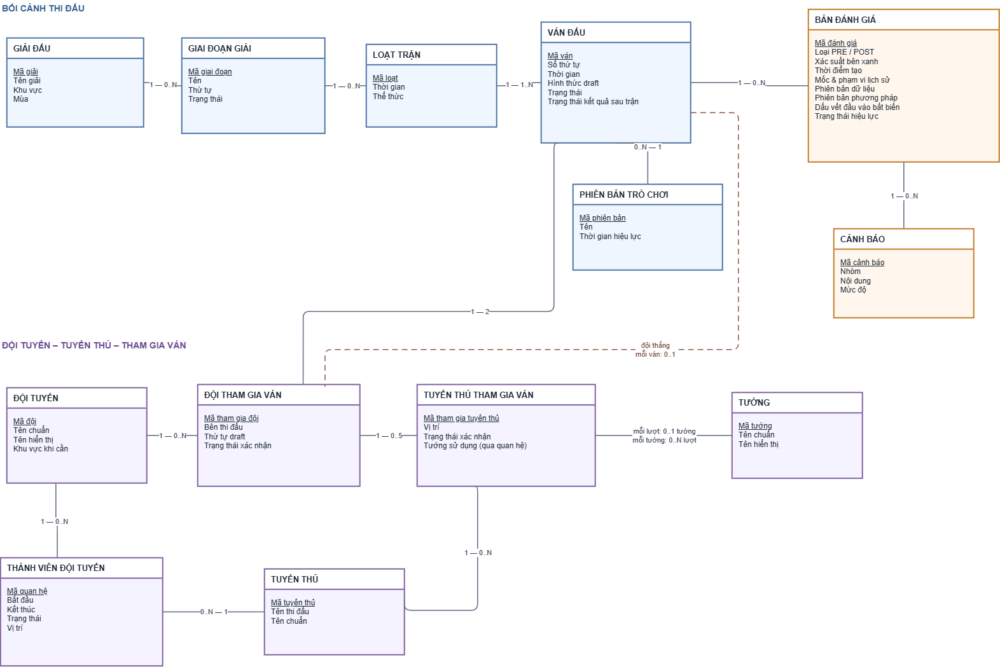 BỐI CẢNH THI ĐẤU
GIẢI ĐẤU
Mã giải
Tên giải
Khu vực
Mùa
1 — 0..N
GIAI ĐOẠN GIẢI
Mã giai đoạn
Tên
Thứ tự
Trạng thái
1 — 0..N
LOẠT TRẬN
Mã loạt
Thời gian
Thể thức
1 — 1..N
VÁN ĐẤU
Mã ván
Số thứ tự
Thời gian
Hình thức draft
Trạng thái
Trạng thái kết quả sau trận
1 — 0..N
BẢN ĐÁNH GIÁ
Mã đánh giá
Loại PRE / POST
Xác suất bên xanh
Thời điểm tạo
Mốc & phạm vi lịch sử
Phiên bản dữ liệu
Phiên bản phương pháp
Dấu vết đầu vào bất biến
Trạng thái hiệu lực
0..N — 1
PHIÊN BẢN TRÒ CHƠI
Mã phiên bản
Tên
Thời gian hiệu lực
1 — 0..N
CẢNH BÁO
Mã cảnh báo
Nhóm
Nội dung
Mức độ
1 — 2
ĐỘI TUYỂN – TUYỂN THỦ – THAM GIA VÁN
đội thắng
mỗi ván: 0..1
ĐỘI TUYỂN
Mã đội
Tên chuẩn
Tên hiển thị
Khu vực khi cần
1 — 0..N
ĐỘI THAM GIA VÁN
Mã tham gia đội
Bên thi đấu
Thứ tự draft
Trạng thái xác nhận
1 — 0..5
TUYỂN THỦ THAM GIA VÁN
Mã tham gia tuyển thủ
Vị trí
Trạng thái xác nhận
Tướng sử dụng (qua quan hệ)
mỗi lượt: 0..1 tướng
mỗi tướng: 0..N lượt
TƯỚNG
Mã tướng
Tên chuẩn
Tên hiển thị
1 — 0..N
1 — 0..N
THÀNH VIÊN ĐỘI TUYỂN
Mã quan hệ
Bắt đầu
Kết thúc
Trạng thái
Vị trí
0..N — 1
TUYỂN THỦ
Mã tuyển thủ
Tên thi đấu
Tên chuẩn